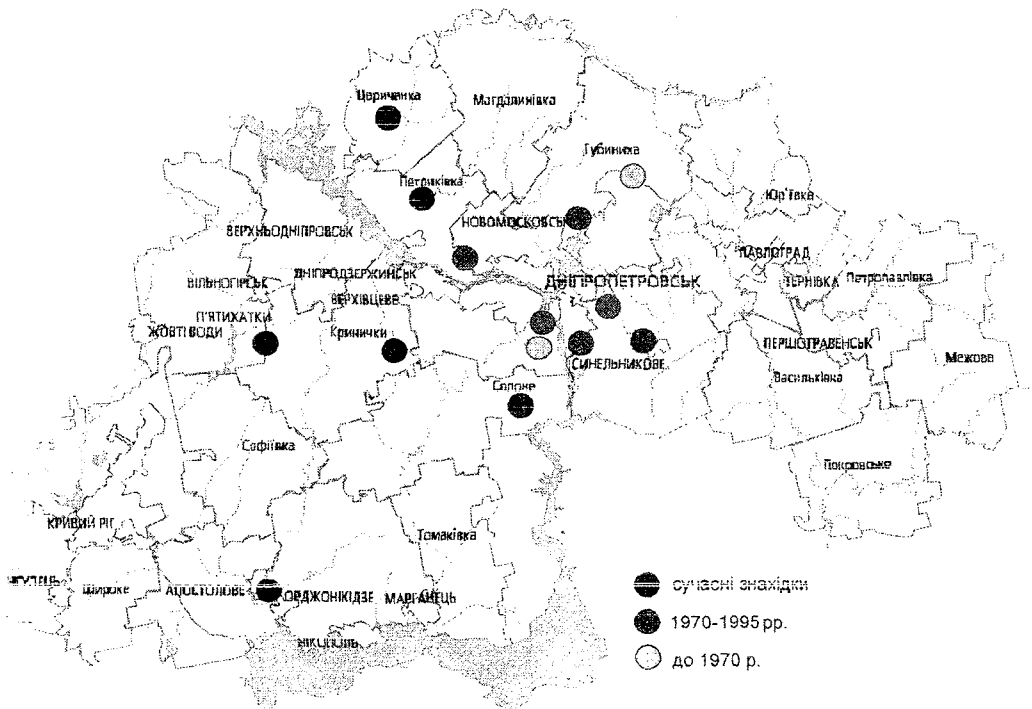 Царичанка
Магдалинівка
Губиниха
Петриківка
Юр'ївка
НОВОМОСКОВСЬК
ВЕРХНЬОДНІПРОВСЬК
ПАВЛОГРАД
ДНІПРОДЗЕРЖИНСЬК
ДНІПРОПЕТРОВСЬК
ТЕРНІВКА
Петропавлівка
ВІЛЬНОГІРСЬК
ВЕРХІВЦЕВЕ
П'ЯТИХАТКИ
ЖОВТІ ВОДИ
Кринички
ПЕРШОТРАВЕНСЬК
Межова
СИНЕЛЬНИКОВЕ
Васильківка
Солоне
Софіївка
Покровське
КРИВИЙ РІГ
Томаківка
Широке
АПОСТОЛОВЕ
ОРДЖОНІКІДЗЕ
МАРГАНЕЦЬ
НІКОПОЛЬ
сучасні знахідки
1970-1995 рр.
до 1970 р.